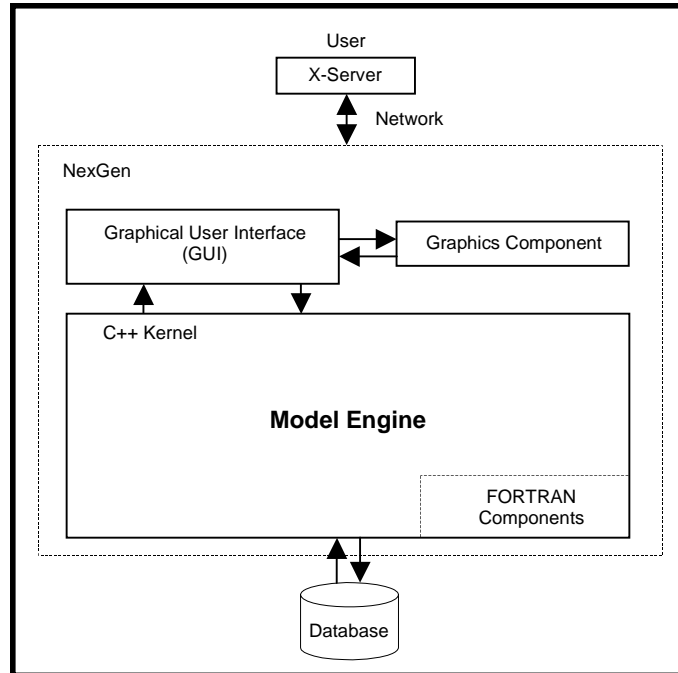 User
X-Server
Network
NexGen
Graphical User Interface
(GUI)
Graphics Component
C++ Kernel
Model Engine
FORTRAN
Components
Database